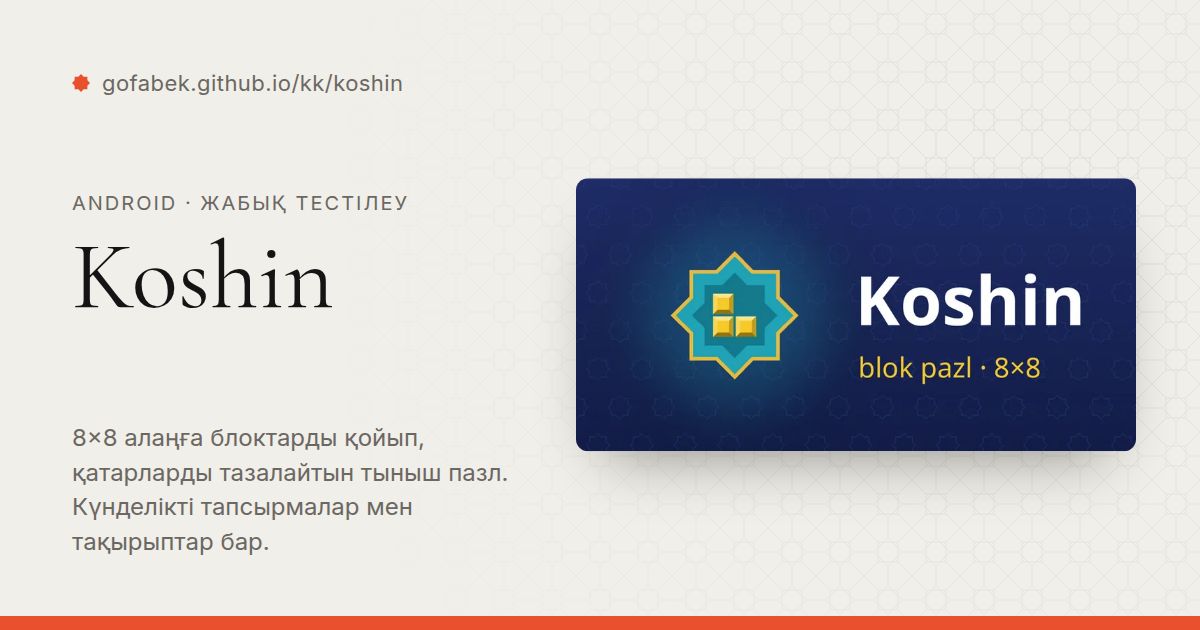 gofabek.github.io/kk/koshin
ANDROID · ЖАБЫҚ ТЕСТІЛЕУ
Koshin
8×8 алаңға блоктарды қойып,
қатарларды тазалайтын тыныш пазл.
Күнделікті тапсырмалар мен
тақырыптар бар.
Koshin
blok pazl · 8×8